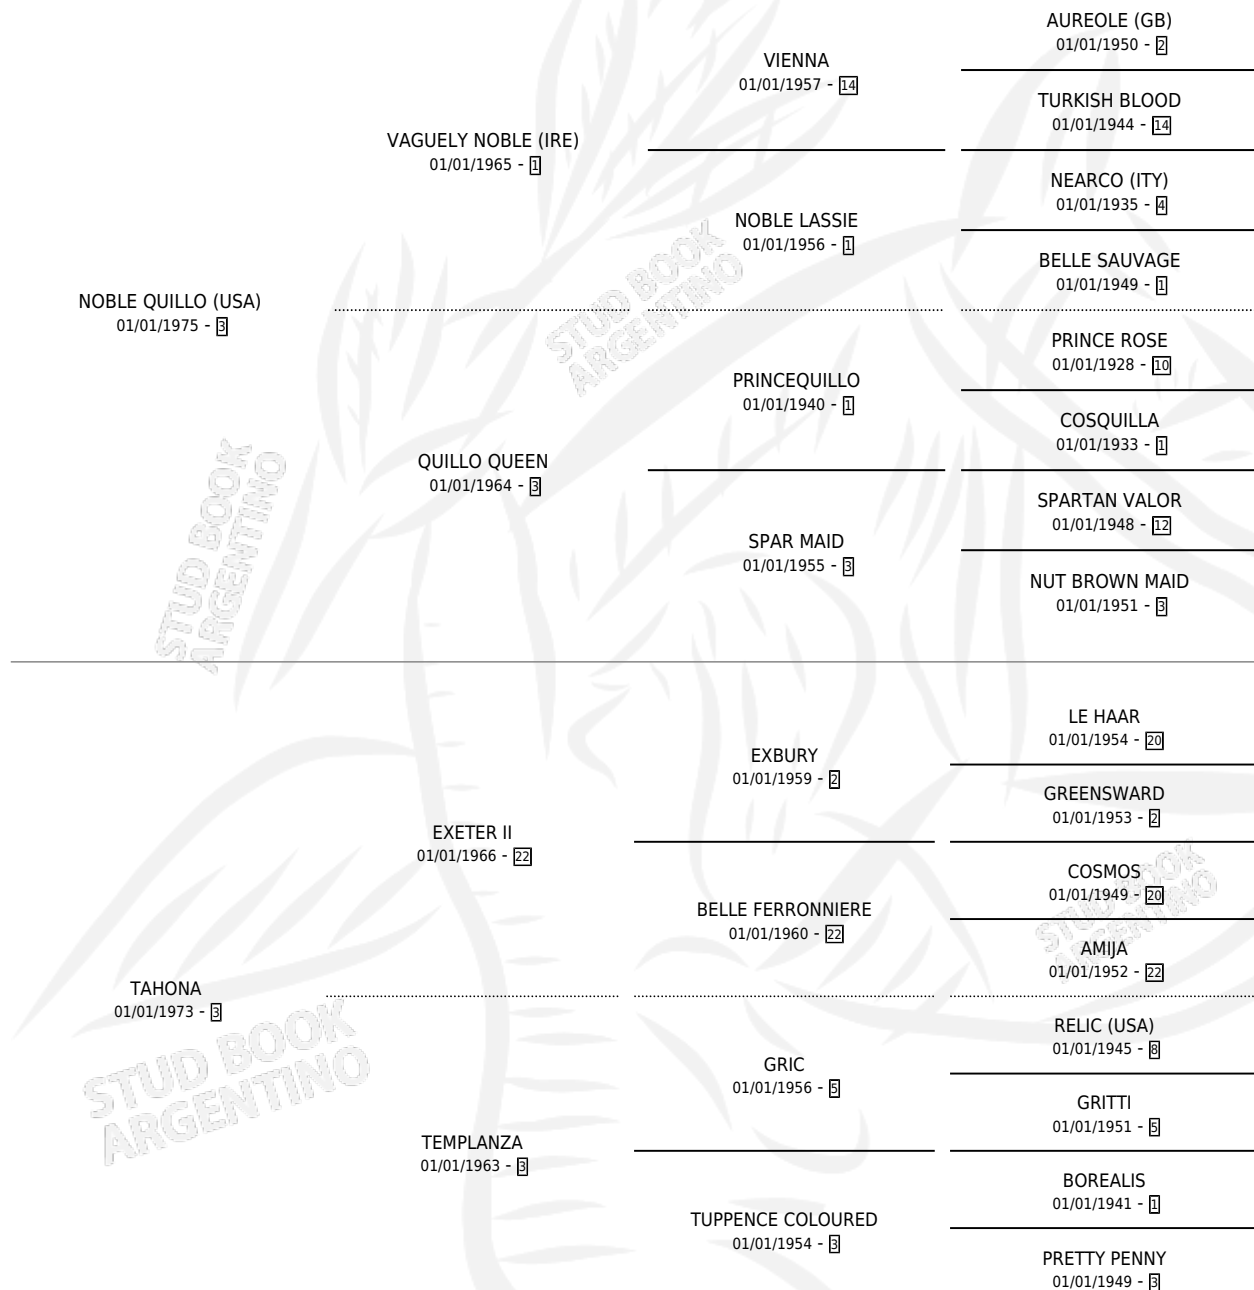 AUREOLE (GB)
01/01/1950 - 2
VIENNA
01/01/1957 - 14
TURKISH BLOOD
01/01/1944 - 14
VAGUELY NOBLE (IRE)
01/01/1965 - 1
NEARCO (ITY)
01/01/1935 - 4
NOBLE LASSIE
01/01/1956 - 1
BELLE SAUVAGE
01/01/1949 - 1
NOBLE QUILLO (USA)
01/01/1975 - 3
PRINCE ROSE
01/01/1928 - 10
PRINCEQUILLO
01/01/1940 - 1
COSQUILLA
01/01/1933 - 1
QUILLO QUEEN
01/01/1964 - 3
SPARTAN VALOR
01/01/1948 - 12
SPAR MAID
01/01/1955 - 3
NUT BROWN MAID
01/01/1951 - 3
LE HAAR
01/01/1954 - 20
EXBURY
01/01/1959 - 2
GREENSWARD
01/01/1953 - 2
EXETER II
01/01/1966 - 22
COSMOS
01/01/1949 - 20
BELLE FERRONNIERE
01/01/1960 - 22
AMIJA
01/01/1952 - 22
TAHONA
01/01/1973 - 3
RELIC (USA)
01/01/1945 - 8
GRIC
01/01/1956 - 5
GRITTI
01/01/1951 - 5
TEMPLANZA
01/01/1963 - 3
BOREALIS
01/01/1941 - 1
TUPPENCE COLOURED
01/01/1954 - 3
PRETTY PENNY
01/01/1949 - 3
STUD BOOK
ARGENTINO
STUD BOOK
ARGENTINO
STUD BOOK
ARGENTINO
STUD BOOK
ARGENTINO